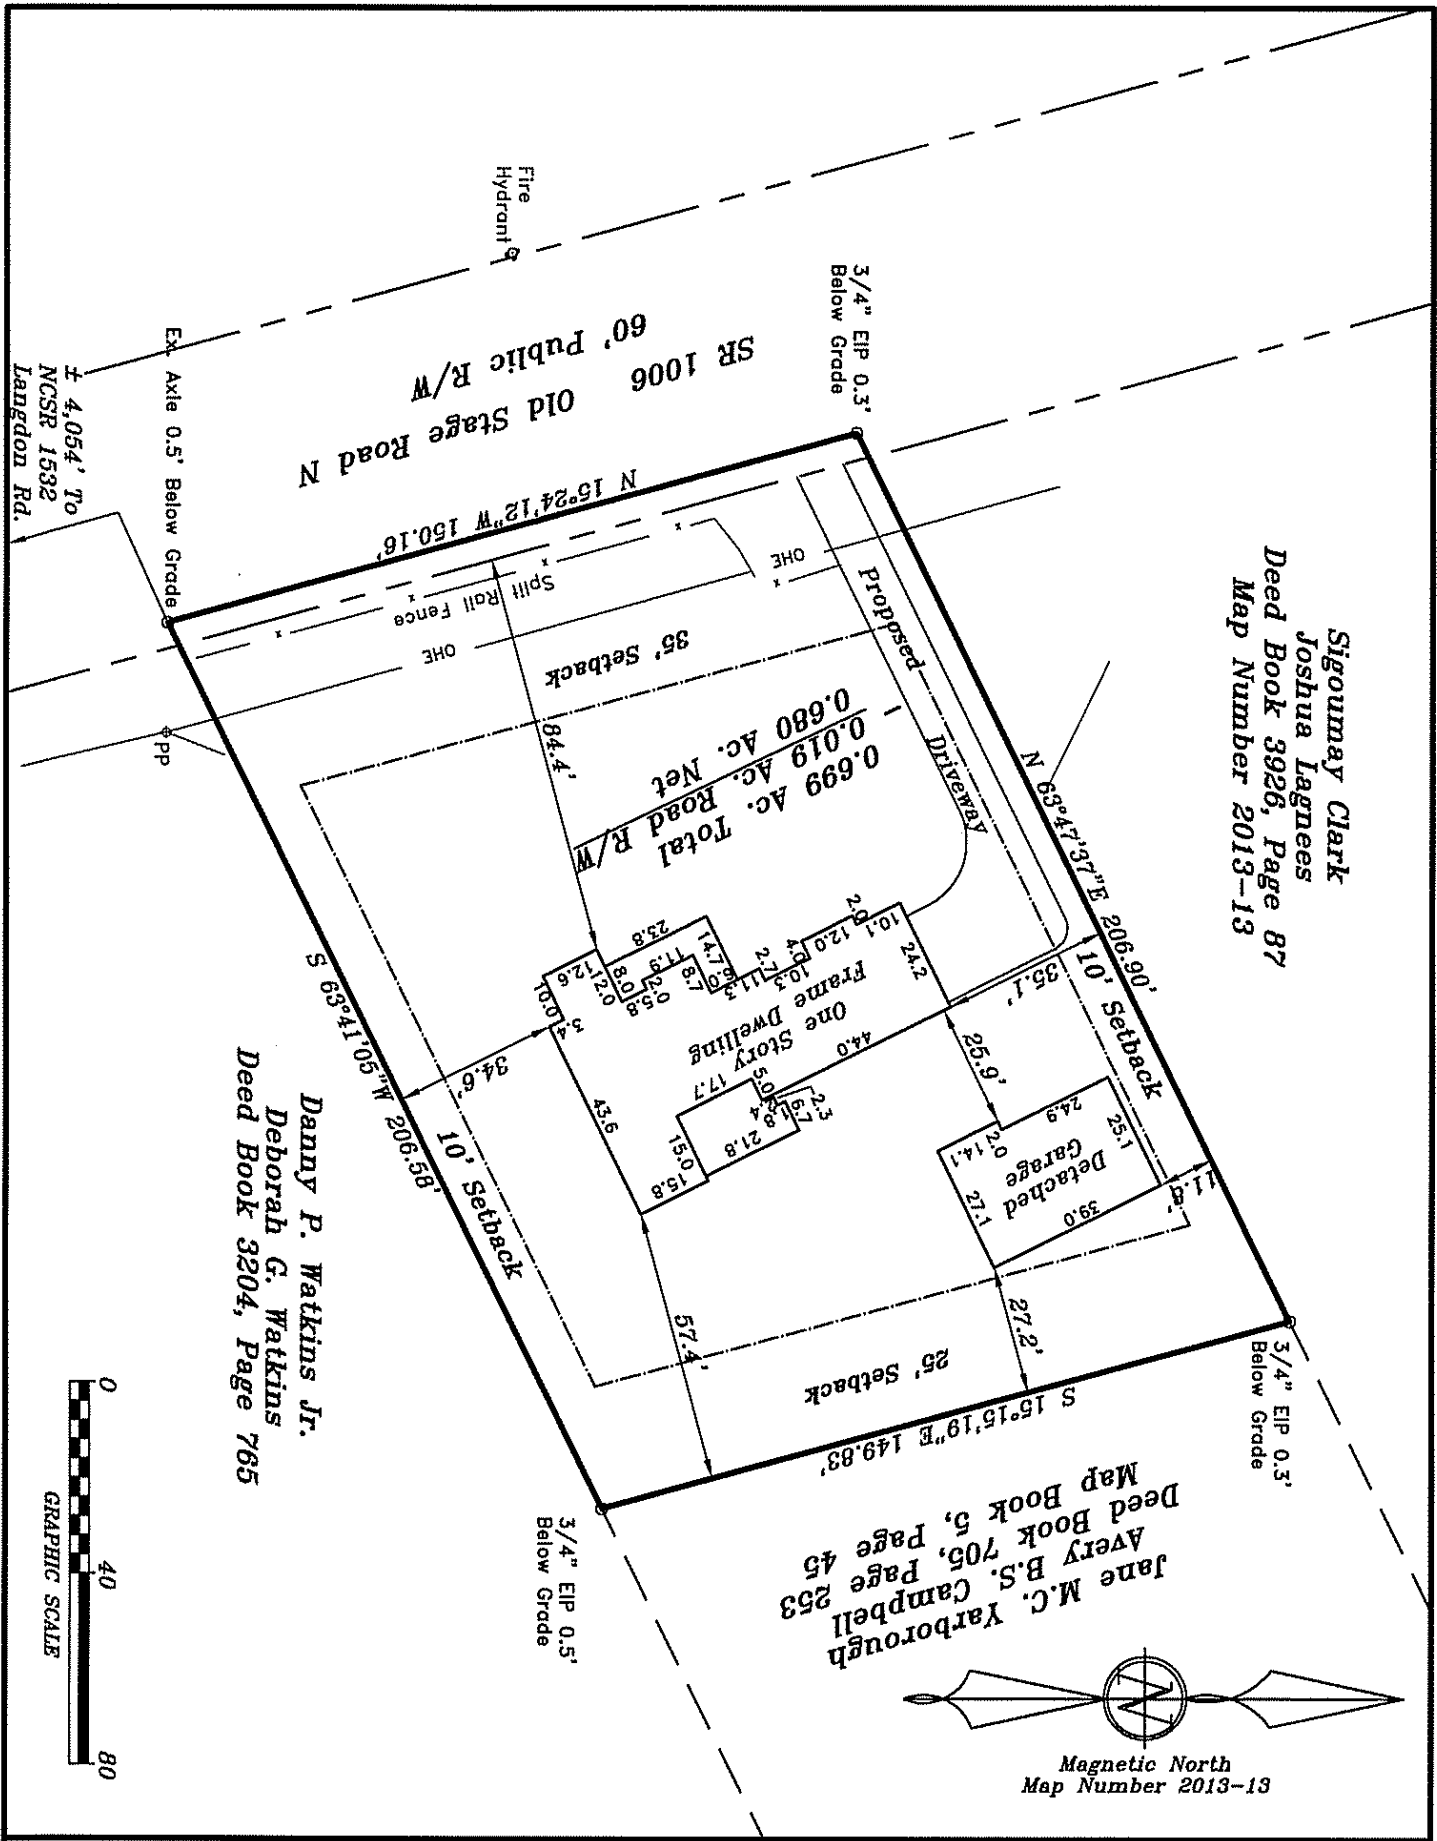 Sigoumay Clark
Joshua Lagnees
Deed Book 3926, Page 87
Map Number 2013-13
Fire
Hydrant
3/4" EIP 0.3'
Below Grade
SR 1006 Old Stage Road N
60' Public R/W
Ex. Axle 0.5' Below Grade
± 4,054' To
NCSR 1532
Langdon Rd.
N 15°24'12"W 150.16'
Split Rail Fence
x
x
x
x
x
OHE
OHE
PP
35' Setback
Proposed
Driveway
N 63°47'37"E 206.90'
10' Setback
0.699 Ac. Total
- 0.019 Ac. Road R/W
0.680 Ac. Net
84.4'
35.1'
25.9'
34.6'
11.8'
27.2'
57.4'
One Story
Frame Dwelling
10.1
2.0
12.0
4.0
10.3
2.7
11.3
6.0
14.7
8.7
11.9
2.0
5.8
8.0
23.8
12.0
12.6
10.0
3.4
43.6
15.8
15.0
21.8
17.7
5.0
2.4
1.8
6.7
2.3
44.0
24.2
Detached
Garage
24.9
25.1
39.0
27.1
14.1
2.0
S 63°41'05"W 206.58'
10' Setback
25' Setback
S 15°15'19"E 149.83'
3/4" EIP 0.3'
Below Grade
3/4" EIP 0.5'
Below Grade
Danny P. Watkins Jr.
Deborah G. Watkins
Deed Book 3204, Page 765
Jane M.C. Yarborough
Avery B.S. Campbell
Deed Book 705, Page 253
Map Book 5, Page 45
N
Magnetic North
Map Number 2013-13
0 40 80
GRAPHIC SCALE